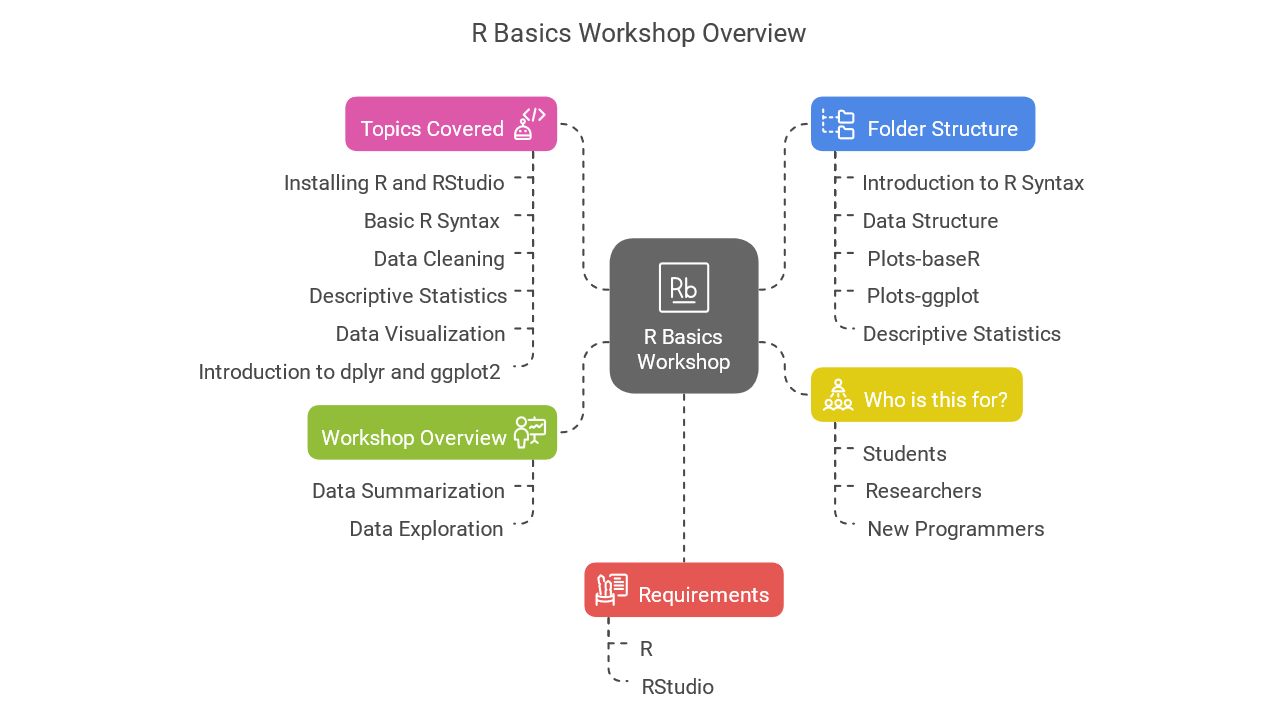 R Basics Workshop Overview
Topics Covered
Installing R and RStudio
Basic R Syntax
Data Cleaning
Descriptive Statistics
Data Visualization
Introduction to dplyr and ggplot2
Workshop Overview
Data Summarization
Data Exploration
Rb
R Basics
Workshop
Folder Structure
Introduction to R Syntax
Data Structure
Plots-baseR
Plots-ggplot
Descriptive Statistics
Who is this for?
Students
Researchers
New Programmers
Requirements
R
RStudio